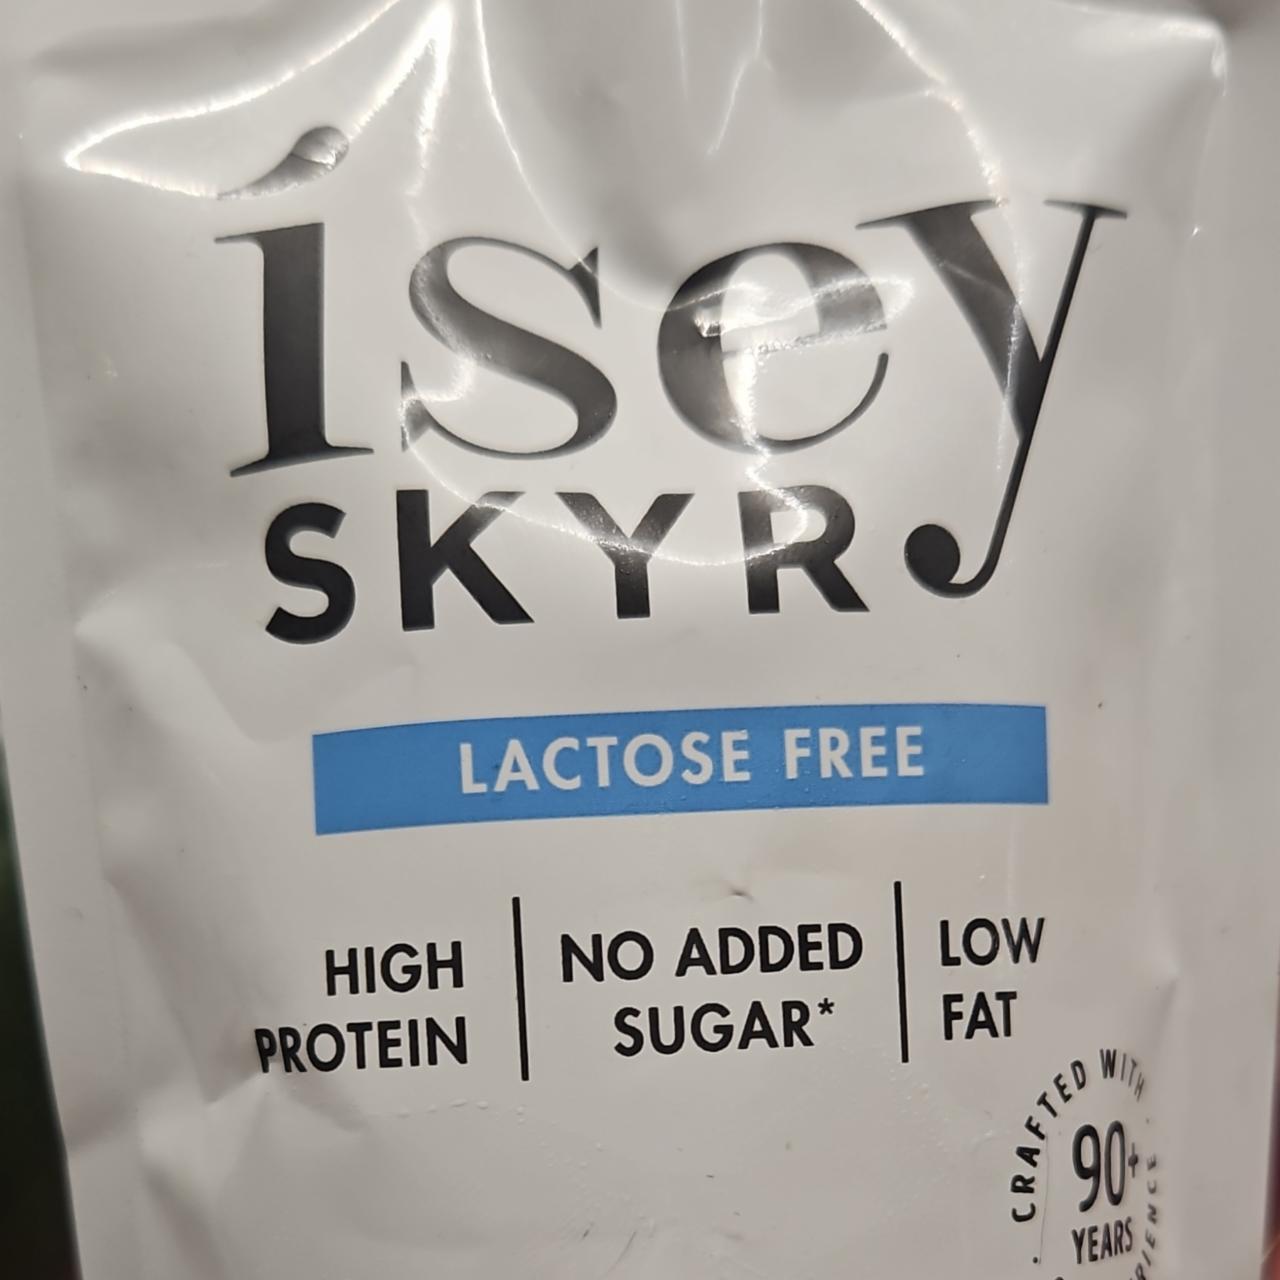 ísey
SKYR
LACTOSE FREE
HIGH
PROTEIN
NO ADDED
SUGAR*
LOW
FAT
CRAFTED WITH
90+
YEARS